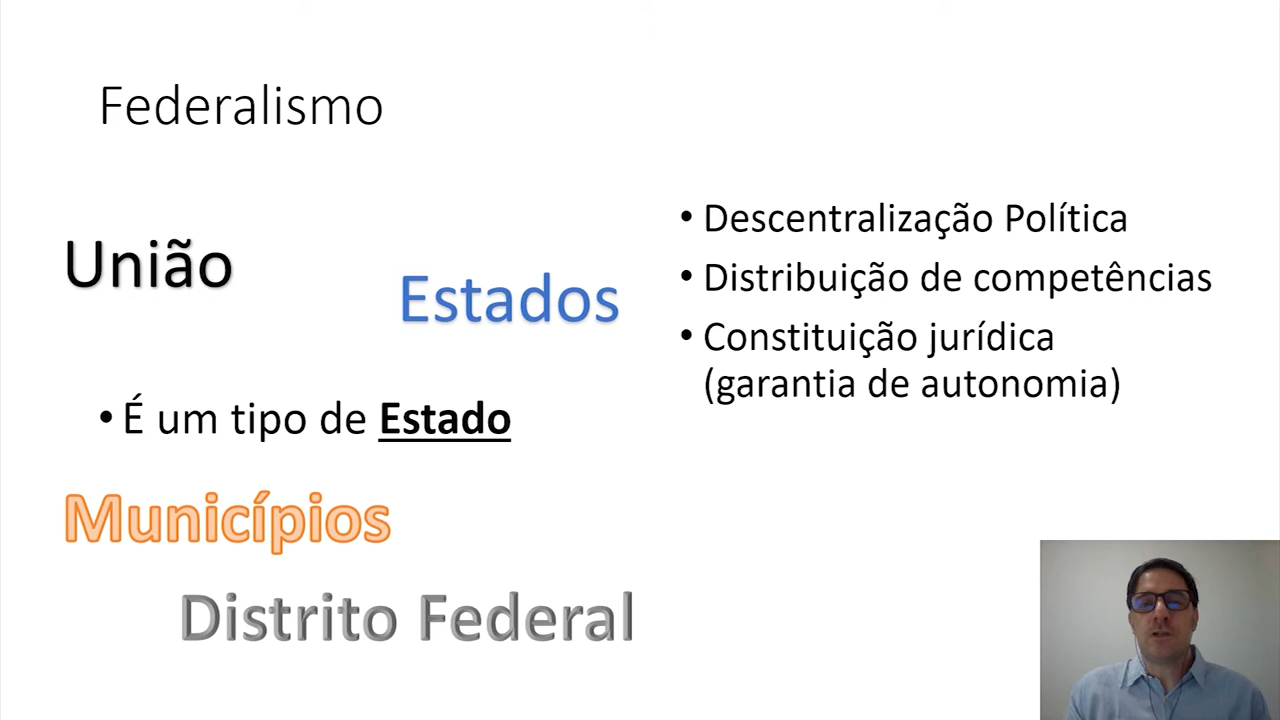 Federalismo
União
Estados
• É um tipo de Estado
Municípios
Distrito Federal
• Descentralização Política
• Distribuição de competências
• Constituição jurídica
(garantia de autonomia)